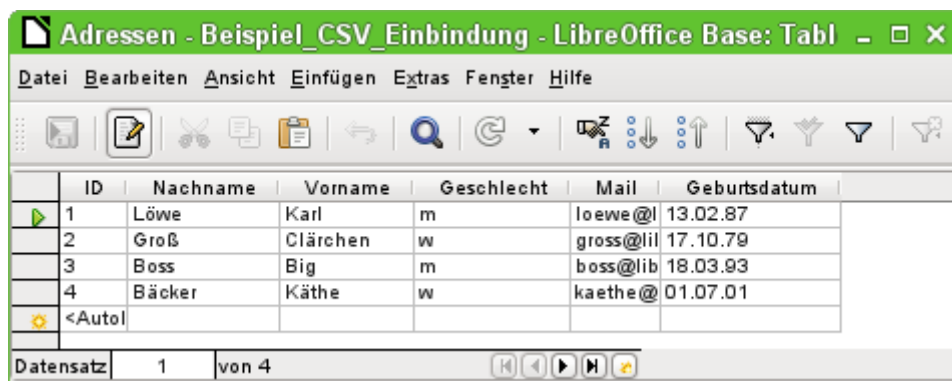 Adressen - Beispiel_CSV_Einbindung - LibreOffice Base: Tabl
Datei Bearbeiten Ansicht Einfügen Extras Fenster Hilfe
ID Nachname Vorname Geschlecht Mail Geburtsdatum
1 Löwe Karl m loewe@l 13.02.87
2 Groß Clärchen w gross@lil 17.10.79
3 Boss Big m boss@lib 18.03.93
4 Bäcker Käthe w kaethe@ 01.07.01
<Autol
Datensatz 1 von 4